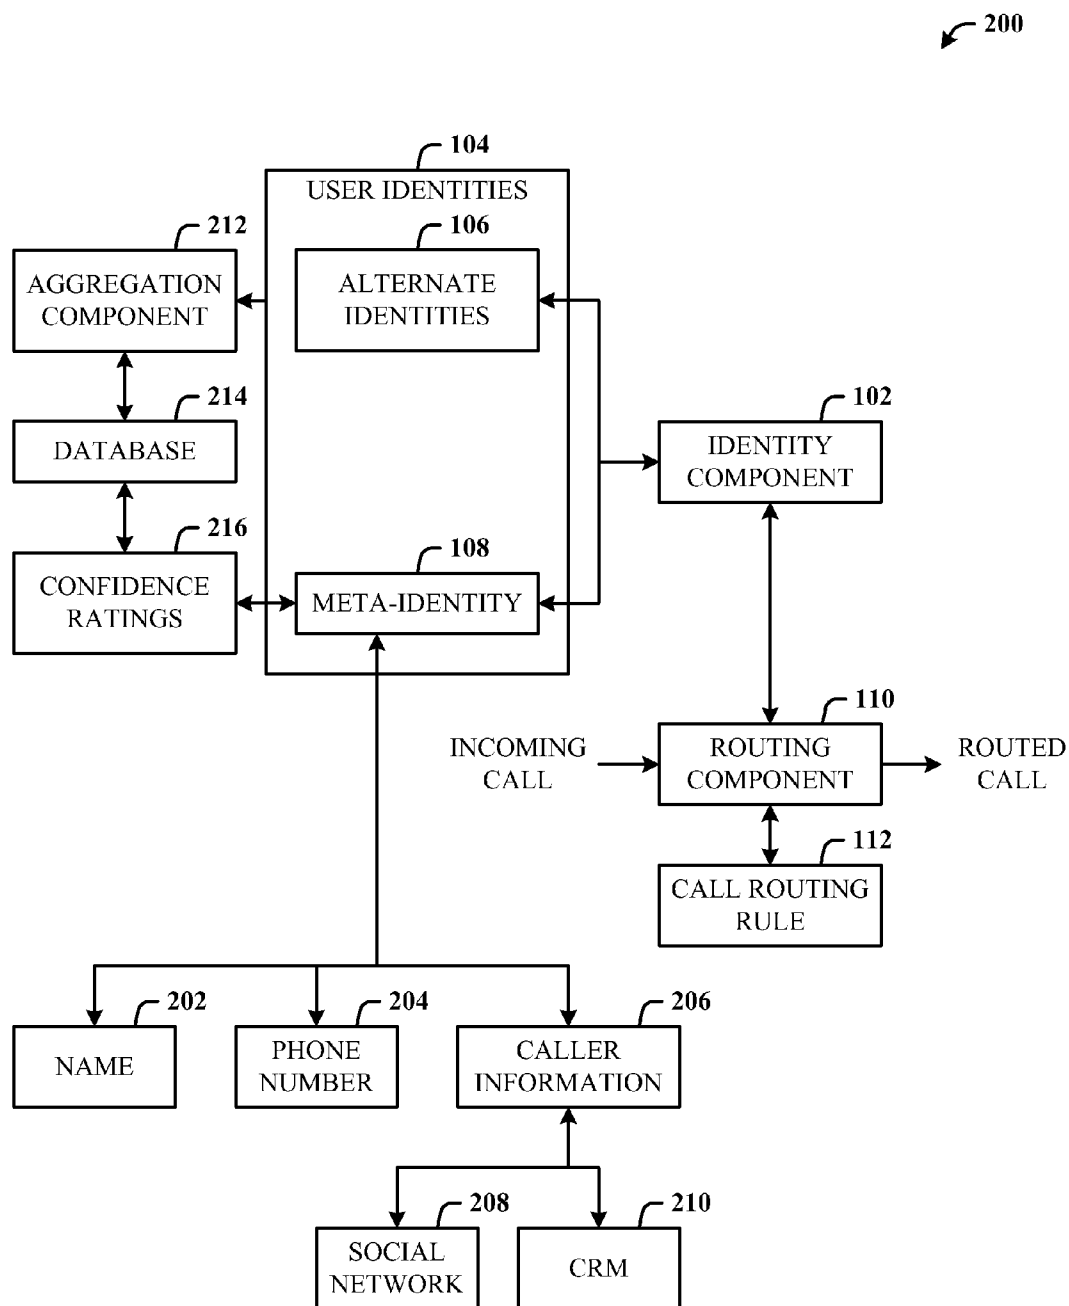 200
104
USER IDENTITIES
212
106
AGGREGATION
COMPONENT
ALTERNATE
IDENTITIES
214
102
DATABASE
IDENTITY
COMPONENT
216
108
CONFIDENCE
RATINGS
META-IDENTITY
110
INCOMING
CALL
ROUTING
COMPONENT
ROUTED
CALL
112
CALL ROUTING
RULE
202
204
206
NAME
PHONE
NUMBER
CALLER
INFORMATION
208
210
SOCIAL
NETWORK
CRM